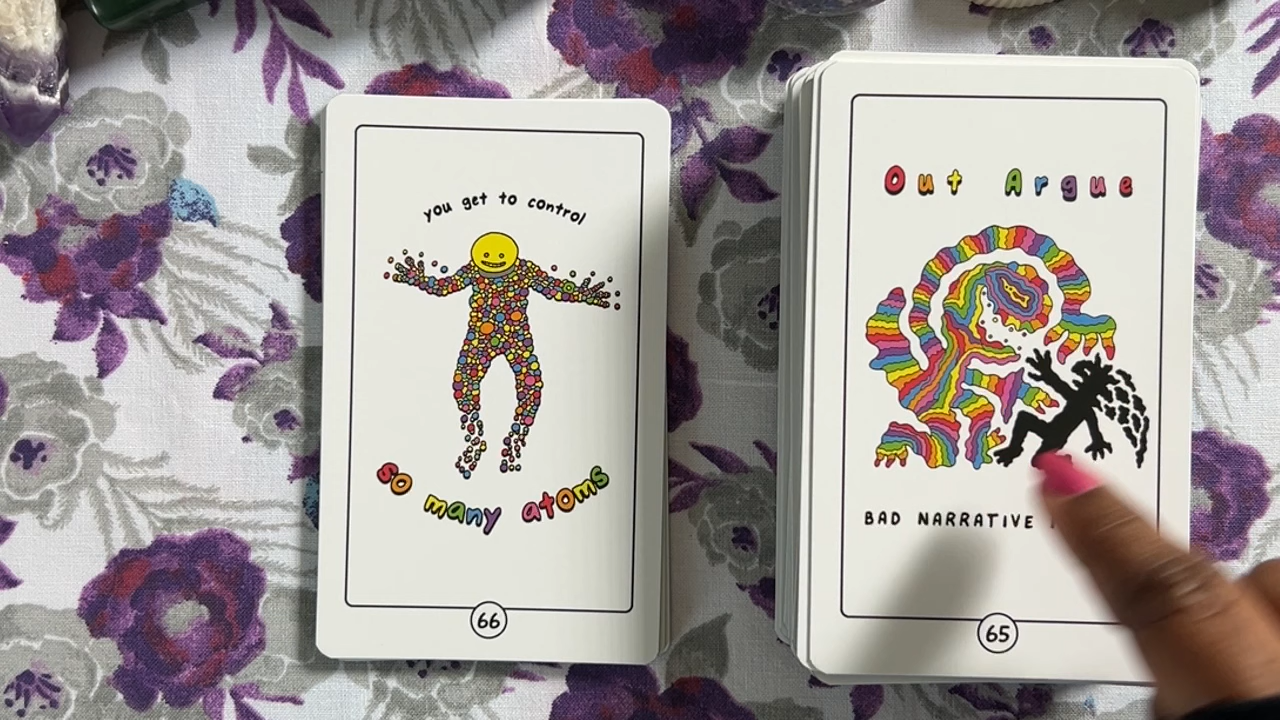 you get to control
so many atoms
66
Out Argue
BAD NARRATIVE
65